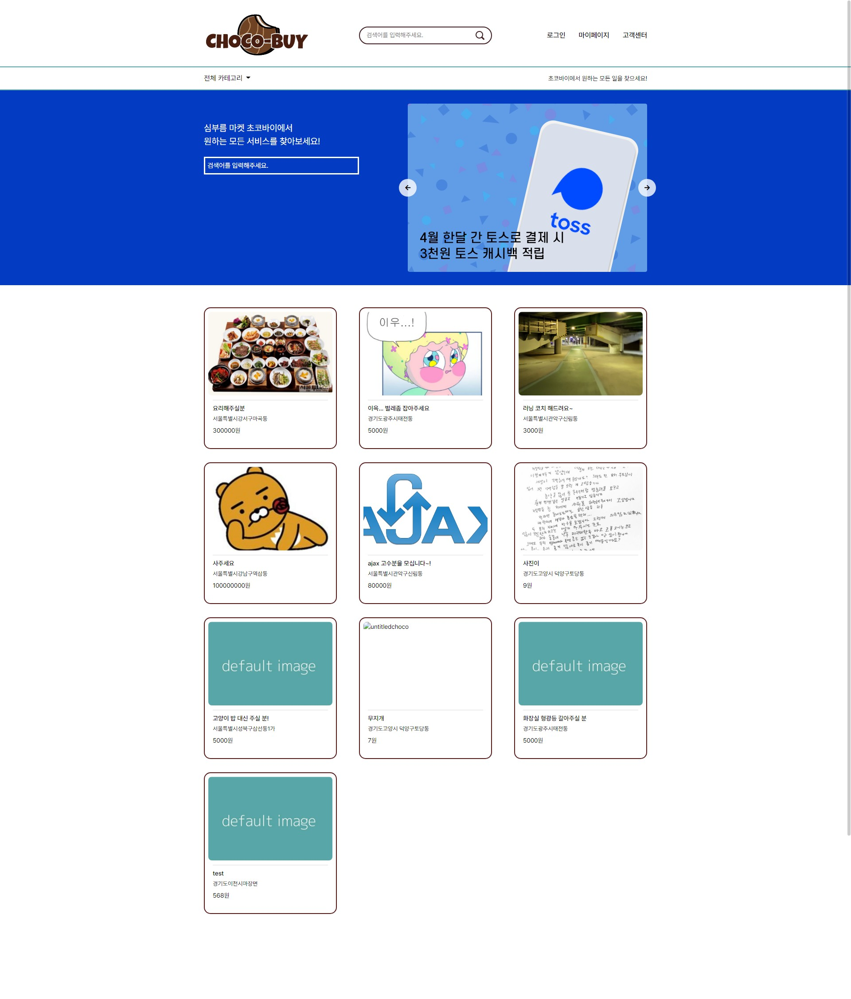 CHOCO-BUY
검색어를 입력해주세요.
로그인 마이페이지 고객센터
전체 카테고리
초코바이에서 원하는 모든 일을 찾으세요!
심부름 마켓 초코바이에서
원하는 모든 서비스를 찾아보세요!
검색어를 입력해주세요.
toss
4월 한달 간 토스로 결제 시
3천원 토스 캐시백 적립
이우...!
요리해주실분
서울특별시강서구마곡동
300000원
이윽... 벌레좀 잡아주세요
경기도광주시태전동
5000원
러닝 코치 해드려요~
서울특별시관악구신림동
3000원
AJAX
사주세요
서울특별시강남구역삼동
100000000원
ajax 고수분을 모십니다~!
서울특별시관악구신림동
80000원
사진이
경기도고양시 덕양구토당동
9원
default image
untitledchoco
default image
고양이 밥 대신 주실 분!
서울특별시성북구삼선동1가
5000원
무지개
경기도고양시 덕양구토당동
7원
화장실 형광등 갈아주실 분
경기도광주시태전동
5000원
default image
test
경기도이천시마장면
568원